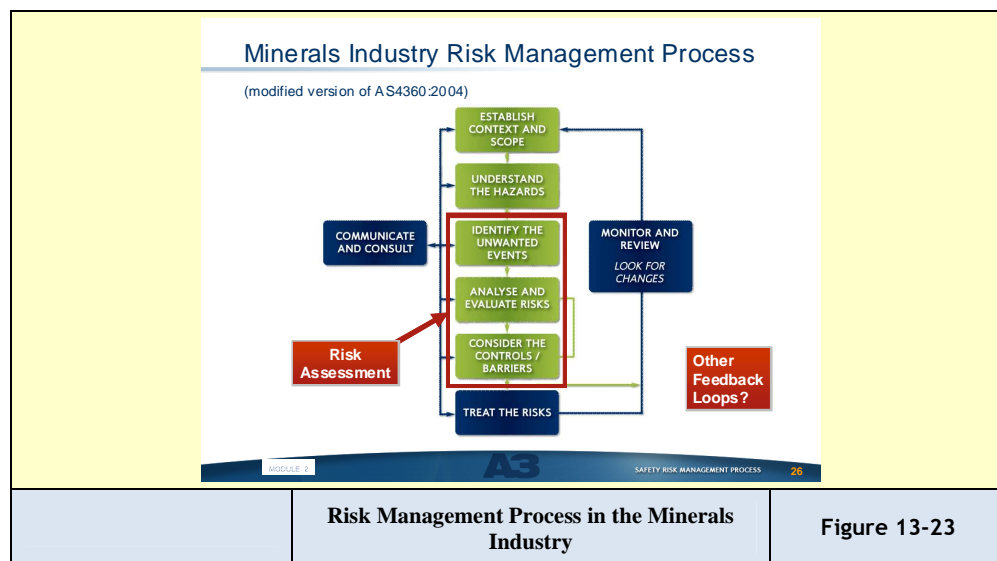 Minerals Industry Risk Management Process
(modified version of AS4360:2004)
ESTABLISH
CONTEXT AND
SCOPE
UNDERSTAND
THE HAZARDS
COMMUNICATE
AND CONSULT
IDENTIFY THE
UNWANTED
EVENTS
MONITOR AND
REVIEW
LOOK FOR
CHANGES
ANALYSE AND
EVALUATE RISKS
Risk
Assessment
CONSIDER THE
CONTROLS /
BARRIERS
Other
Feedback
Loops?
TREAT THE RISKS
MODULE 2
A3
SAFETY RISK MANAGEMENT PROCESS
26
Risk Management Process in the Minerals
Industry
Figure 13-23